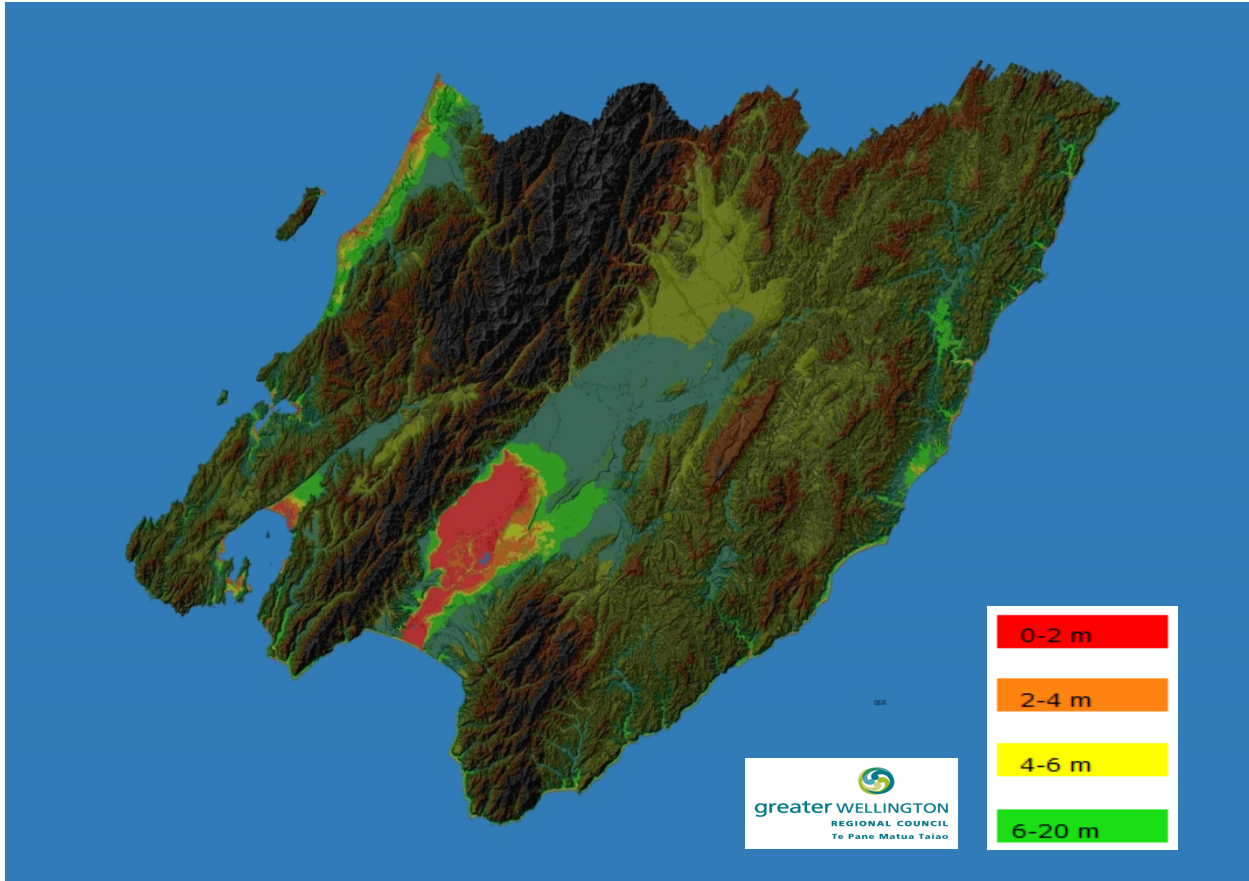 0-2 m
2-4 m
4-6 m
6-20 m
greater WELLINGTON
REGIONAL COUNCIL
Te Pane Matua Taiao